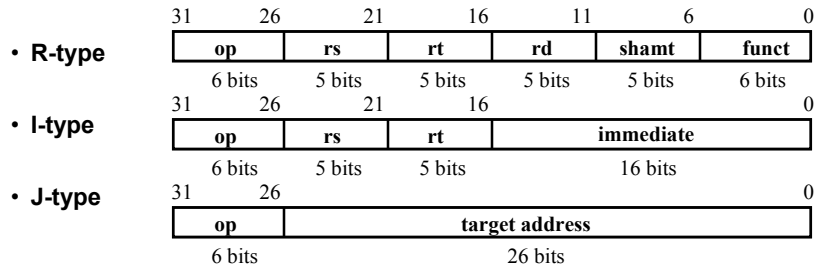 31 26 21 16 11 6 0
• R-type op rs rt rd shamt funct
6 bits 5 bits 5 bits 5 bits 5 bits 6 bits
31 26 21 16 0
• I-type op rs rt immediate
6 bits 5 bits 5 bits 16 bits
31 26 0
• J-type op target address
6 bits 26 bits